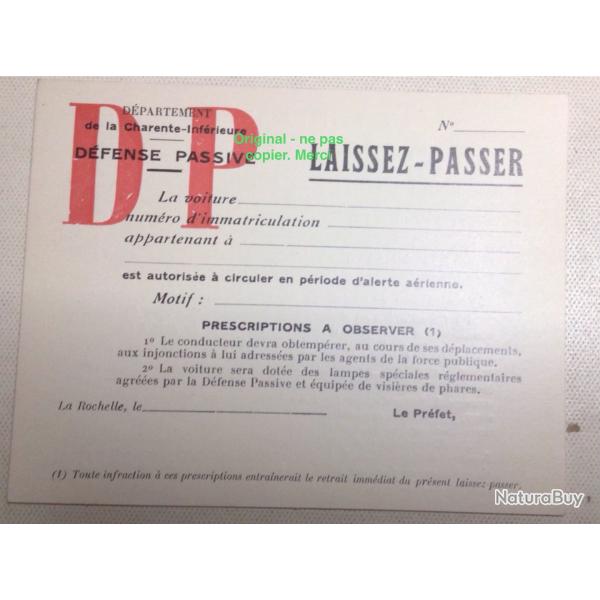 DP
DÉPARTEMENT
de la Charente-Inférieure
DÉFENSE PASSIVE
Original - ne pas
copier. Merci
Nº
LAISSEZ-PASSER
La voiture
numéro d'immatriculation
appartenant à
est autorisée à circuler en période d'alerte aérienne.
Motif :
PRESCRIPTIONS A OBSERVER (1)
1º Le conducteur devra obtempérer, au cours de ses déplacements,
aux injonctions à lui adressées par les agents de la force publique.
2º La voiture sera dotée des lampes spéciales réglementaires
agréées par la Défense Passive et équipée de visières de phares.
La Rochelle, le
Le Préfet,
(1) Toute infraction à ces prescriptions entraînerait le retrait immédiat du présent laissez-passer.
NaturaBuy